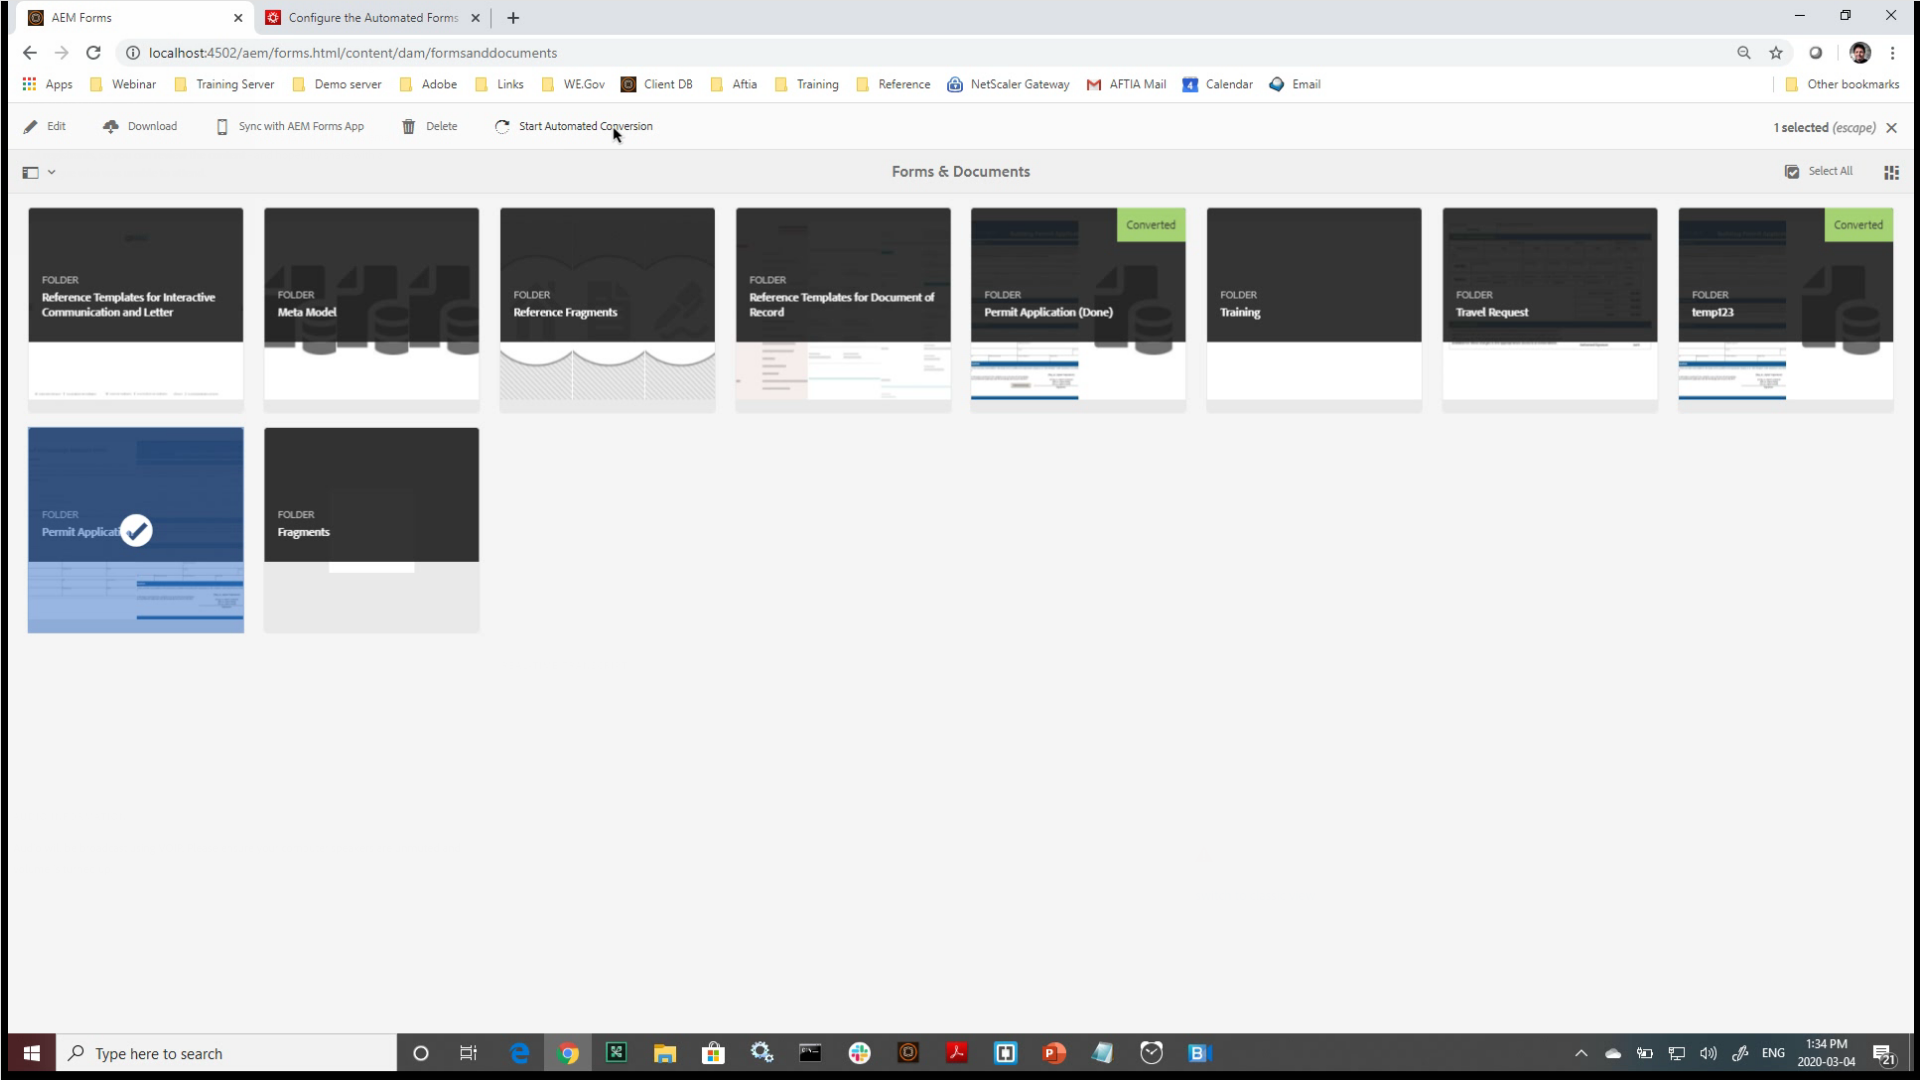 AEM Forms
Configure the Automated Forms
localhost:4502/aem/forms.html/content/dam/formsanddocuments
Apps Webinar Training Server Demo server Adobe Links WE.Gov Client DB Aftia Training Reference NetScaler Gateway AFTIA Mail Calendar Email Other bookmarks
Edit Download Sync with AEM Forms App Delete Start Automated Conversion 1 selected (escape)
Forms & Documents Select All
FOLDER
Reference Templates for Interactive
Communication and Letter
FOLDER
Meta Model
FOLDER
Reference Fragments
FOLDER
Reference Templates for Document of
Record
Converted
FOLDER
Permit Application (Done)
FOLDER
Training
FOLDER
Travel Request
Converted
FOLDER
temp123
FOLDER
Permit Applicati
FOLDER
Fragments
Type here to search
ENG
1:34 PM
2020-03-04
21